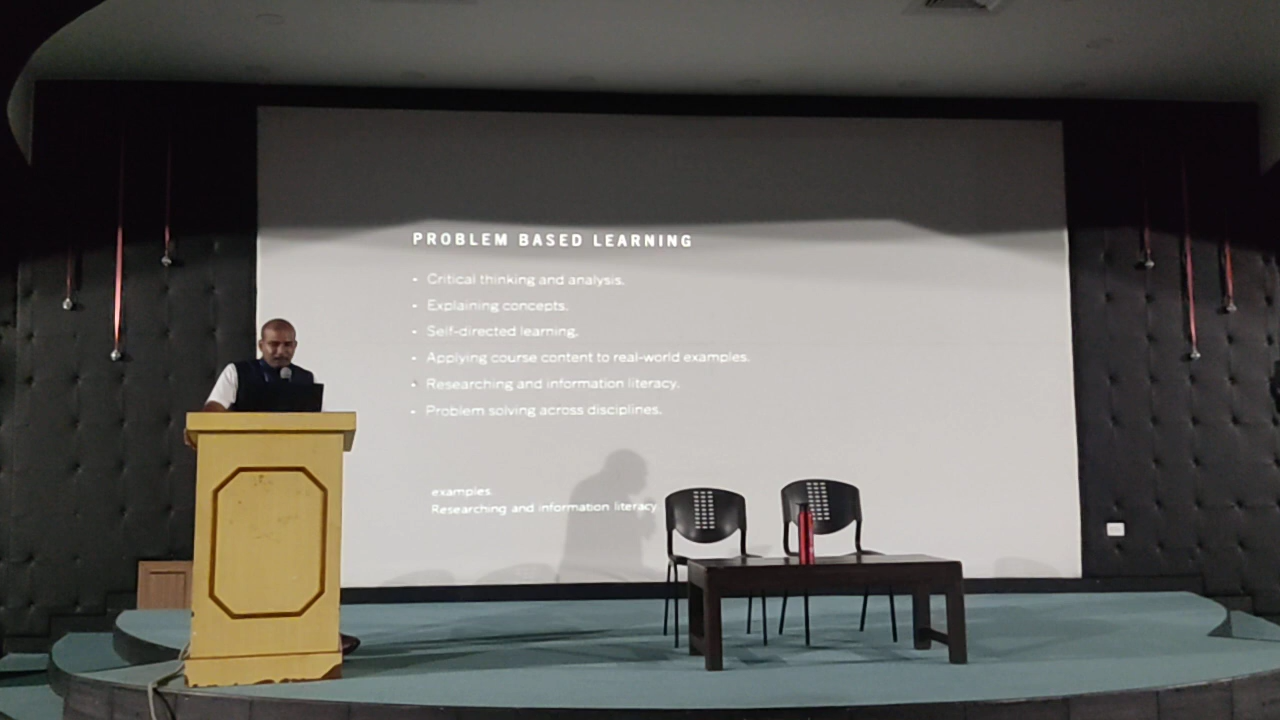 PROBLEM BASED LEARNING
• Critical thinking and analysis.
• Explaining concepts.
• Self-directed learning.
• Applying course content to real-world examples.
• Researching and information literacy.
• Problem solving across disciplines.
examples.
Researching and information literacy